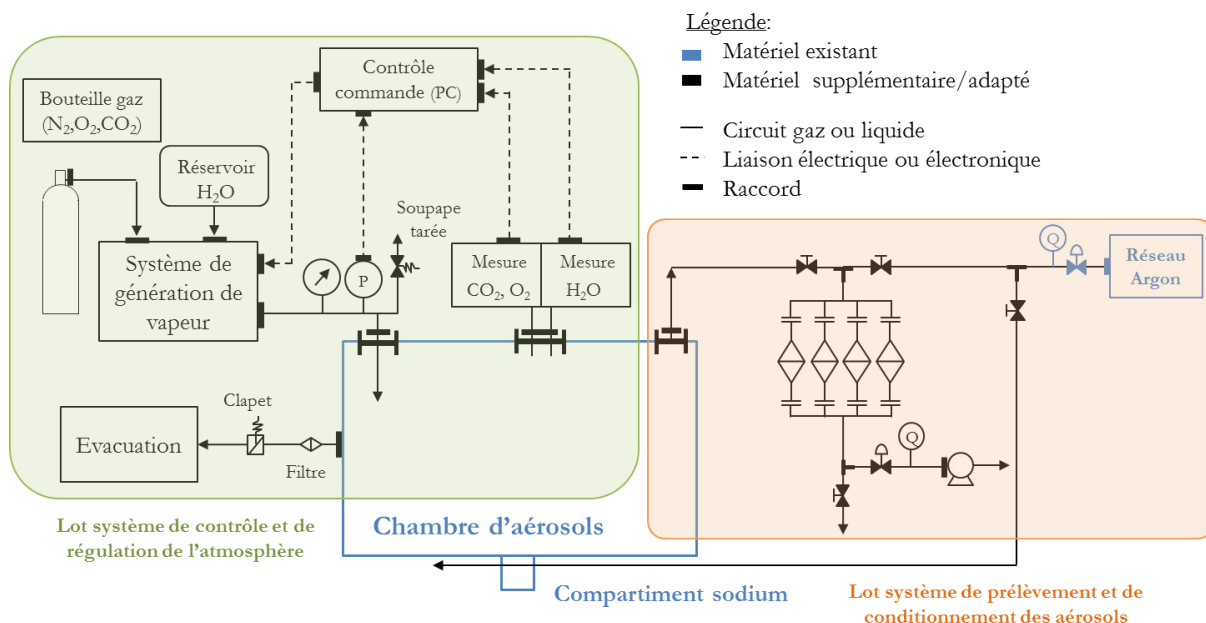 Légende:
Matériel existant
Matériel supplémentaire/adapté
Circuit gaz ou liquide
Liaison électrique ou électronique
Raccord
Contrôle
commande (PC)
Bouteille gaz
(N₂,O₂,CO₂)
Réservoir
H₂O
Soupape
tarée
Système de
génération de
vapeur
P
Mesure
CO₂, O₂
Mesure
H₂O
Q
Réseau
Argon
Clapet
Evacuation
Filtre
Q
Lot système de contrôle et de
régulation de l'atmosphère
Chambre d'aérosols
Compartiment sodium
Lot système de prélèvement et de
conditionnement des aérosols